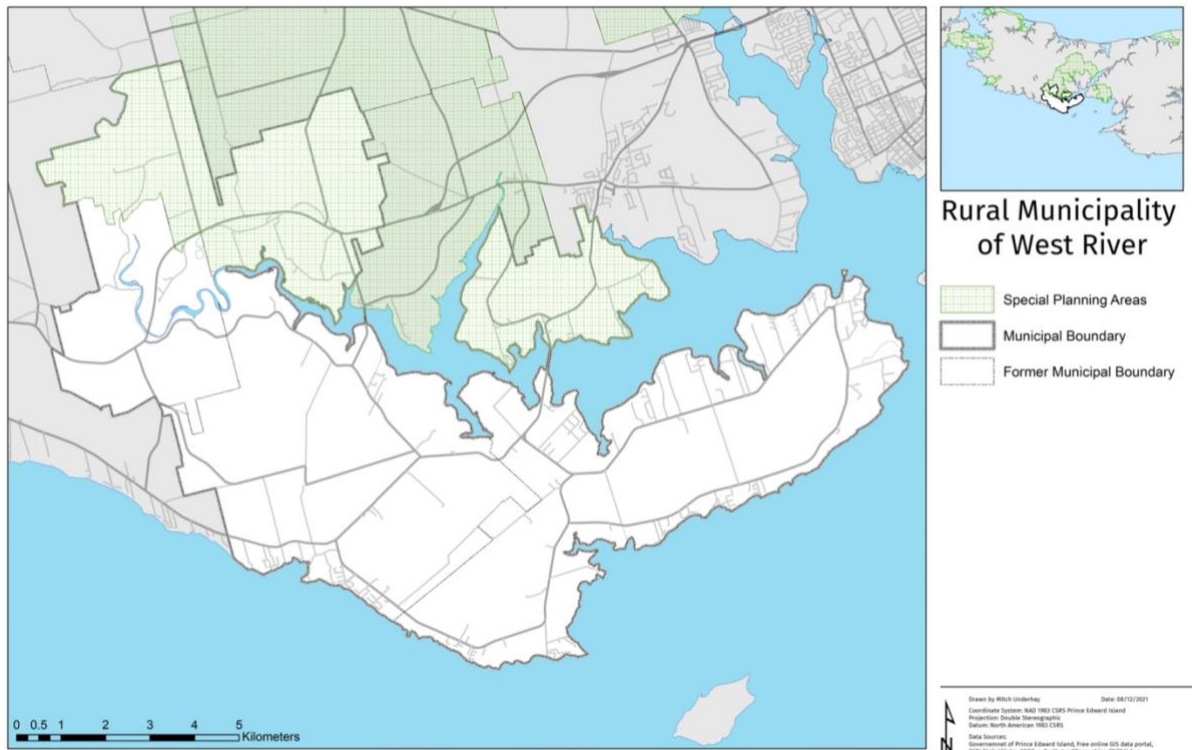 Rural Municipality
of West River
Special Planning Areas
Municipal Boundary
Former Municipal Boundary
0 0.5 1 2 3 4 5
Kilometers
Drawn by Mitch Underhay Date: 08/12/2021
Coordinate System: NAD 1983 CSRS Prince Edward Island
Projection: Double Stereographic
Datum: North American 1983 CSRS
Data Sources:
Governemnet of Prince Edward Island, Free online GIS data portal,
N